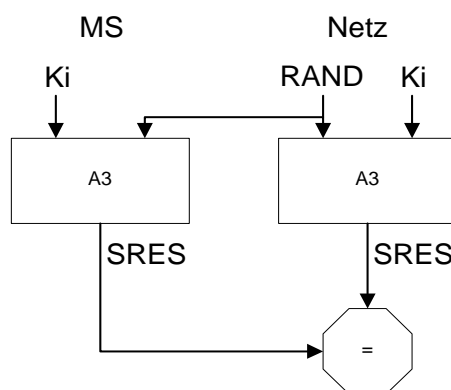 MS Netz
Ki RAND Ki
A3 A3
SRES SRES
=